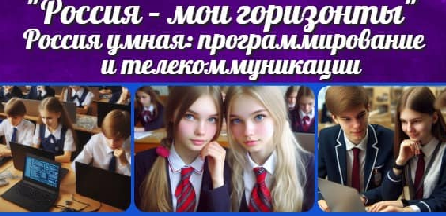 "Россия – мои горизонты"
Россия умная: программирование
и телекоммуникации